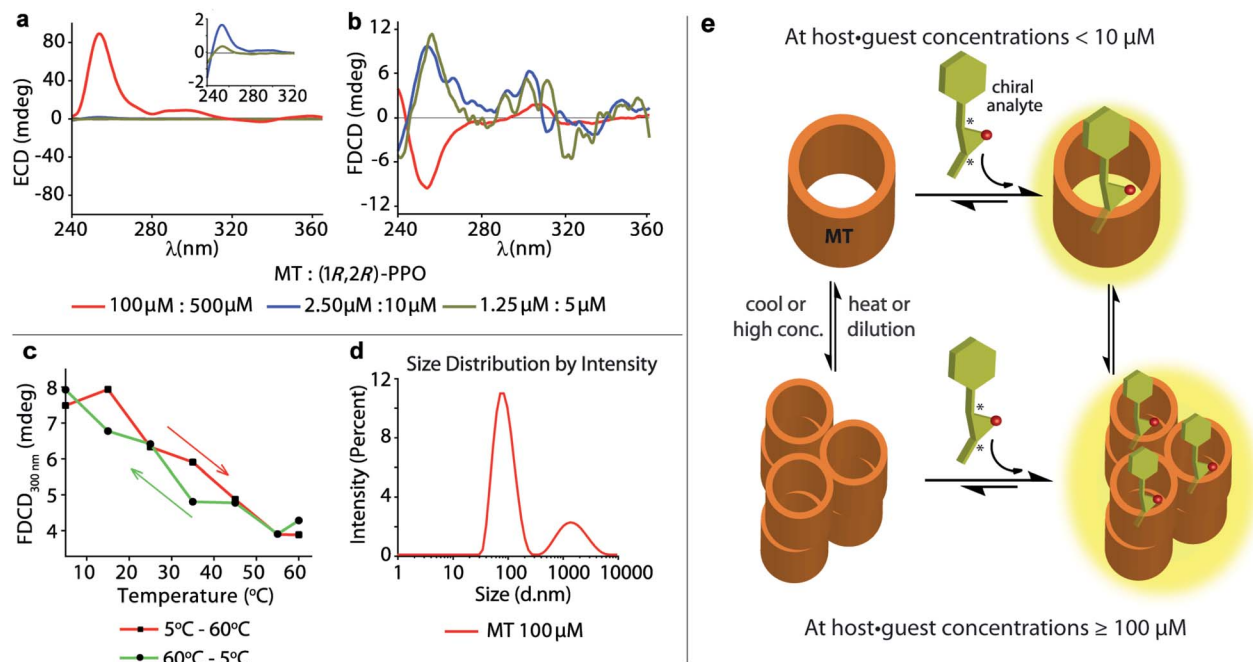 a
2
0
-2
240 280 320
80
40
0
-40
-80
ECD (mdeg)
240 280 320 360
λ(nm)
b
12
6
0
-6
-12
FDCD (mdeg)
240 280 320 360
λ(nm)
MT : (1R,2R)-PPO
100μM : 500μM 2.50μM : 10μM 1.25μM : 5μM
c
8
7
6
5
4
FDCD300 nm (mdeg)
10 20 30 40 50 60
Temperature (°C)
5°C - 60°C
60°C - 5°C
d
Size Distribution by Intensity
12
8
4
0
Intensity (Percent)
1 10 100 1000 10000
Size (d.nm)
MT 100μM
e
At host•guest concentrations < 10 μM
chiral
analyte
*
*
MT
cool or
high conc.
heat or
dilution
*
*
At host•guest concentrations ≥ 100 μM